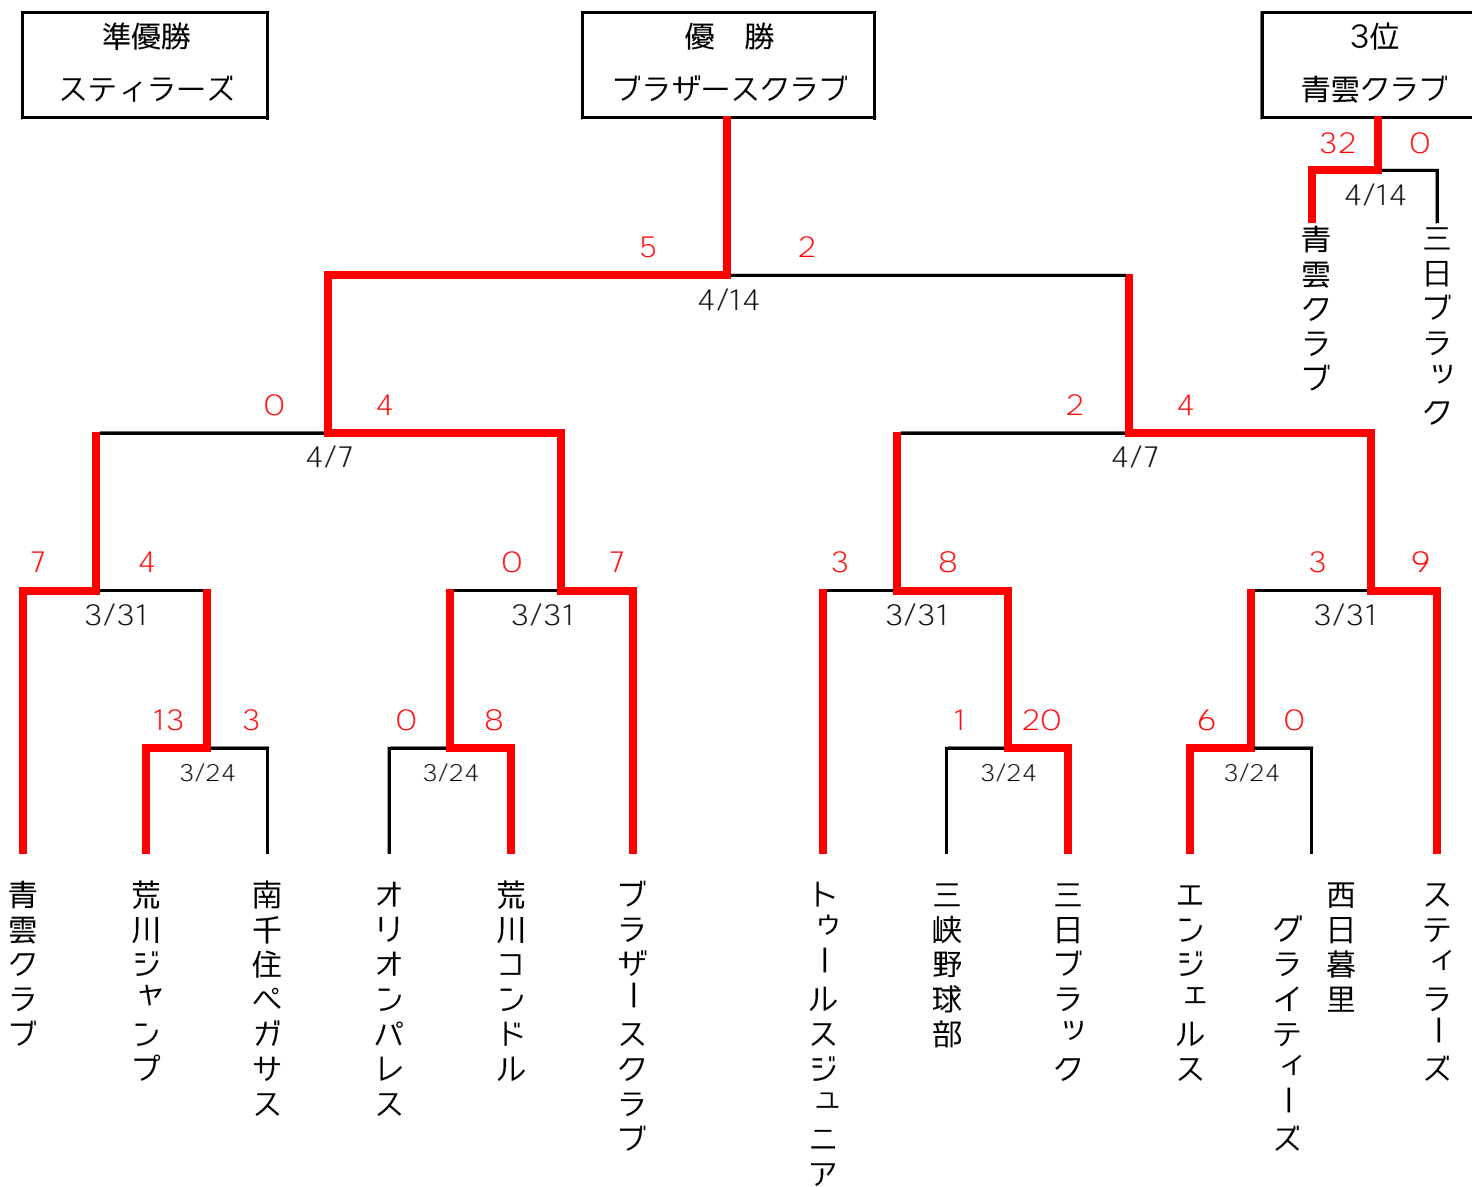 準優勝
スティラーズ
優　勝
ブラザースクラブ
3位
青雲クラブ
32 0
4/14
青雲クラブ
三日ブラック
5 2
4/14
0 4
4/7
2 4
4/7
7 4
3/31
0 7
3/31
3 8
3/31
3 9
3/31
13 3
3/24
0 8
3/24
1 20
3/24
6 0
3/24
青雲クラブ
荒川ジャンプ
南千住ペガサス
オリオンパレス
荒川コンドル
ブラザースクラブ
トゥールスジュニア
三峡野球部
三日ブラック
エンジェルス
西日暮里
グライティーズ
スティラーズ